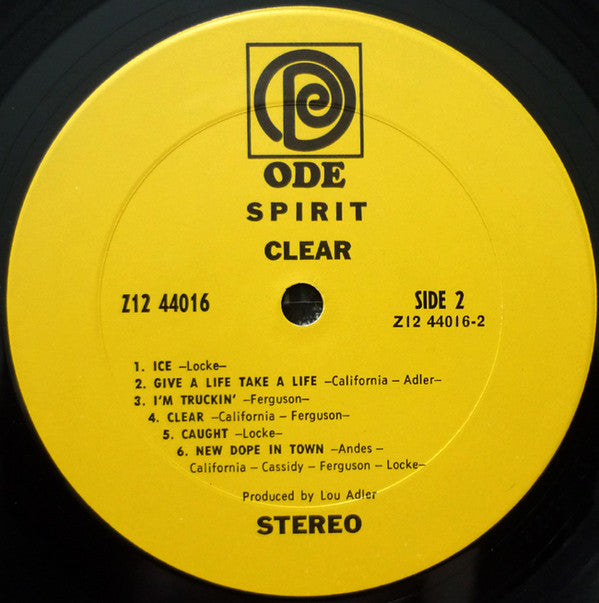 ODE
SPIRIT
CLEAR
Z12 44016
SIDE 2
Z12 44016-2
1. ICE –Locke–
2. GIVE A LIFE TAKE A LIFE –California – Adler–
3. I'M TRUCKIN' –Ferguson–
4. CLEAR –California – Ferguson–
5. CAUGHT –Locke–
6. NEW DOPE IN TOWN –Andes –
California – Cassidy – Ferguson – Locke–
Produced by Lou Adler
STEREO